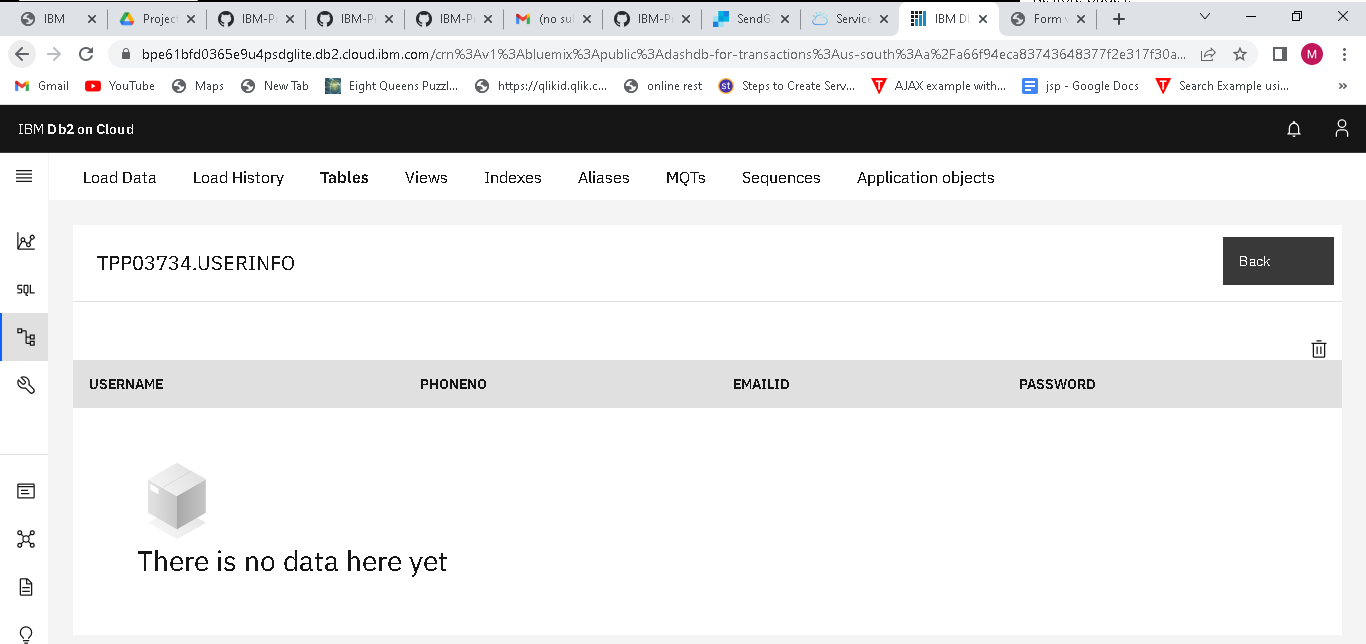 IBM Project IBM-P IBM-P IBM-P (no su IBM-P SendG Service IBM D Form v
bpe61bfd0365e9u4psdglite.db2.cloud.ibm.com/crn%3Av1%3Abluemix%3Apublic%3Adashdb-for-transactions%3Aus-south%3Aa%2Fa66f94eca83743648377f2e317f30a...
M
Gmail YouTube Maps New Tab Eight Queens Puzzl... https://qlikid.qlik.c... online rest Steps to Create Serv... AJAX example with... jsp - Google Docs Search Example usi... »
IBM Db2 on Cloud
Load Data Load History Tables Views Indexes Aliases MQTs Sequences Application objects
TPP03734.USERINFO
Back
SQL
USERNAME PHONENO EMAILID PASSWORD
There is no data here yet